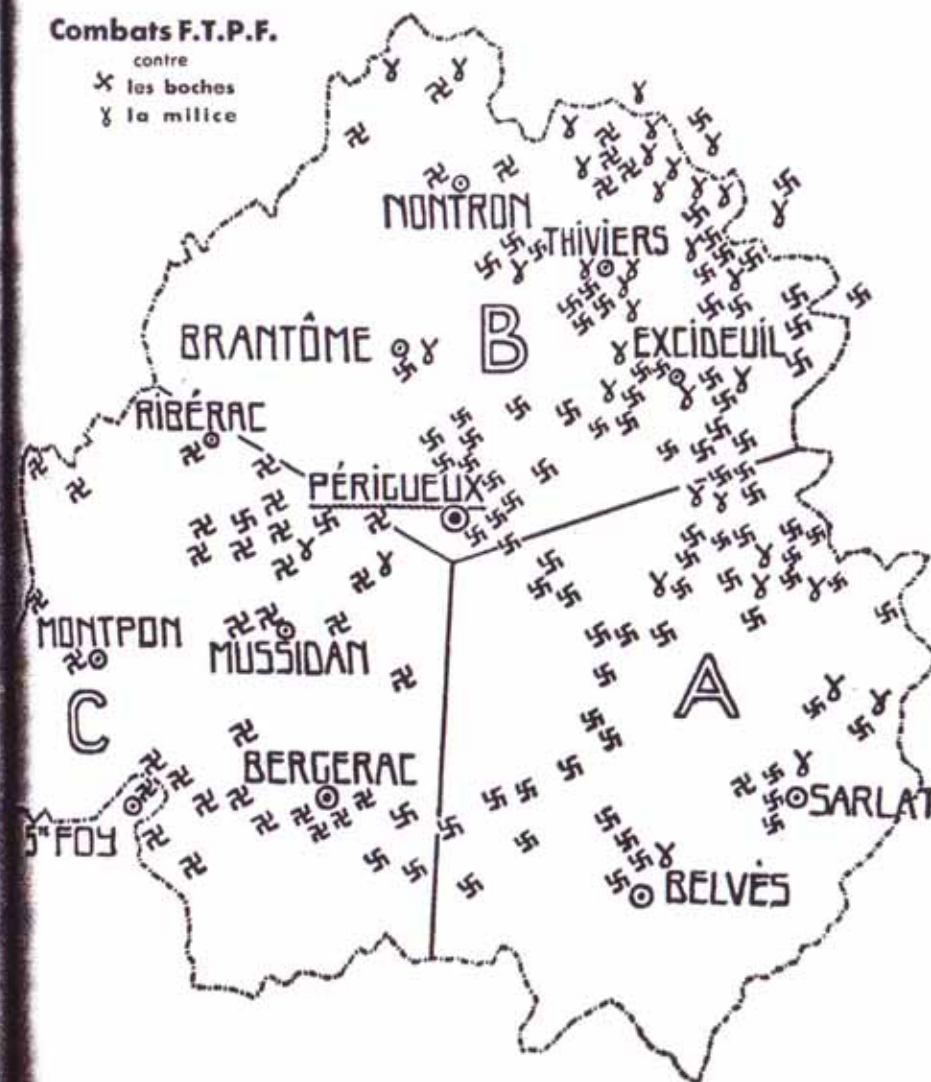 Combats F.T.P.F.
contre
les boches
la milice
NONTRON
THIVIERS
B
BRANTÔME
EXCIDEUIL
RIBÉRAC
PÉRIGUEUX
MONTPON
MUSSIDAN
A
C
BERGERAC
SARLAT
STE FOY
BELVÈS